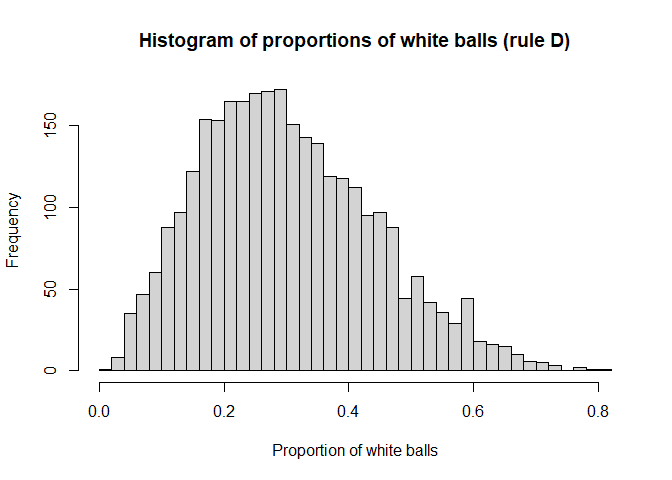 Histogram of proportions of white balls (rule D)
150
100
50
0
Frequency
0.0 0.2 0.4 0.6 0.8
Proportion of white balls